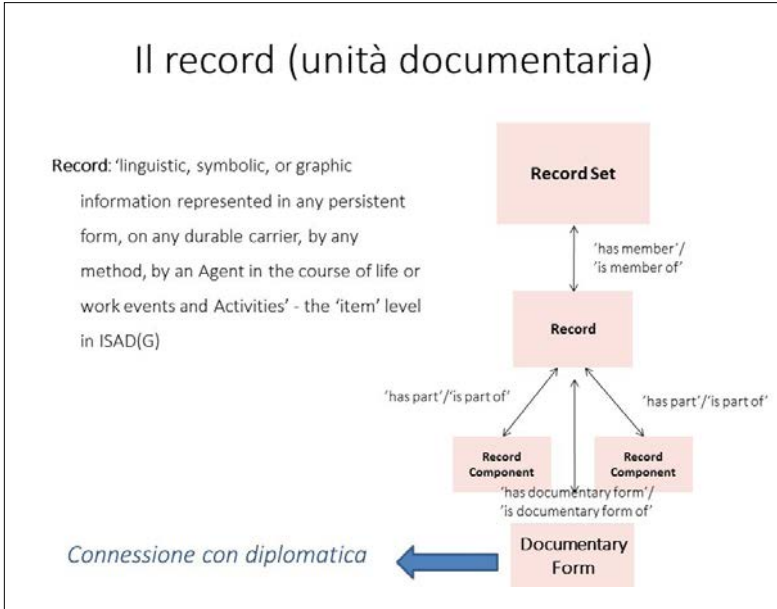 Il record (unità documentaria)
Record: 'linguistic, symbolic, or graphic
information represented in any persistent
form, on any durable carrier, by any
method, by an Agent in the course of life or
work events and Activities' - the 'item' level
in ISAD(G)
Record Set
'has member'/
'is member of'
Record
'has part'/'is part of'
'has part'/'is part of'
Record
Component
Record
Component
'has documentary form'/
'is documentary form of'
Documentary
Form
Connessione con diplomatica